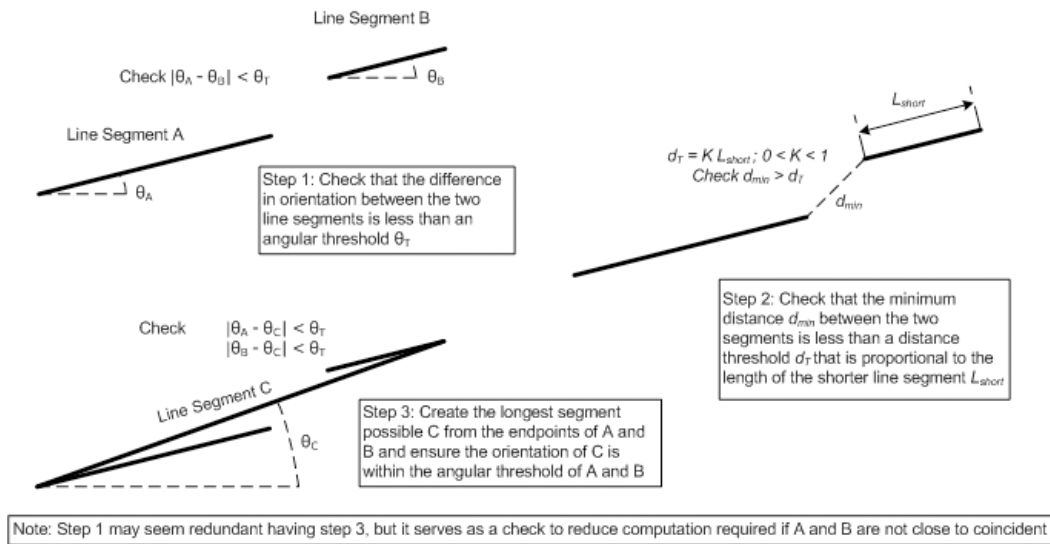 Line Segment B
Check |θA - θB| < θT
θB
Line Segment A
θA
Step 1: Check that the difference
in orientation between the two
line segments is less than an
angular threshold θT
Lshort
dT = K Lshort; 0 < K < 1
Check dmin > dT
dmin
Step 2: Check that the minimum
distance dmin between the two
segments is less than a distance
threshold dT that is proportional to the
length of the shorter line segment Lshort
Check |θA - θC| < θT
|θB - θC| < θT
Line Segment C
θC
Step 3: Create the longest segment
possible C from the endpoints of A and
B and ensure the orientation of C is
within the angular threshold of A and B
Note: Step 1 may seem redundant having step 3, but it serves as a check to reduce computation required if A and B are not close to coincident